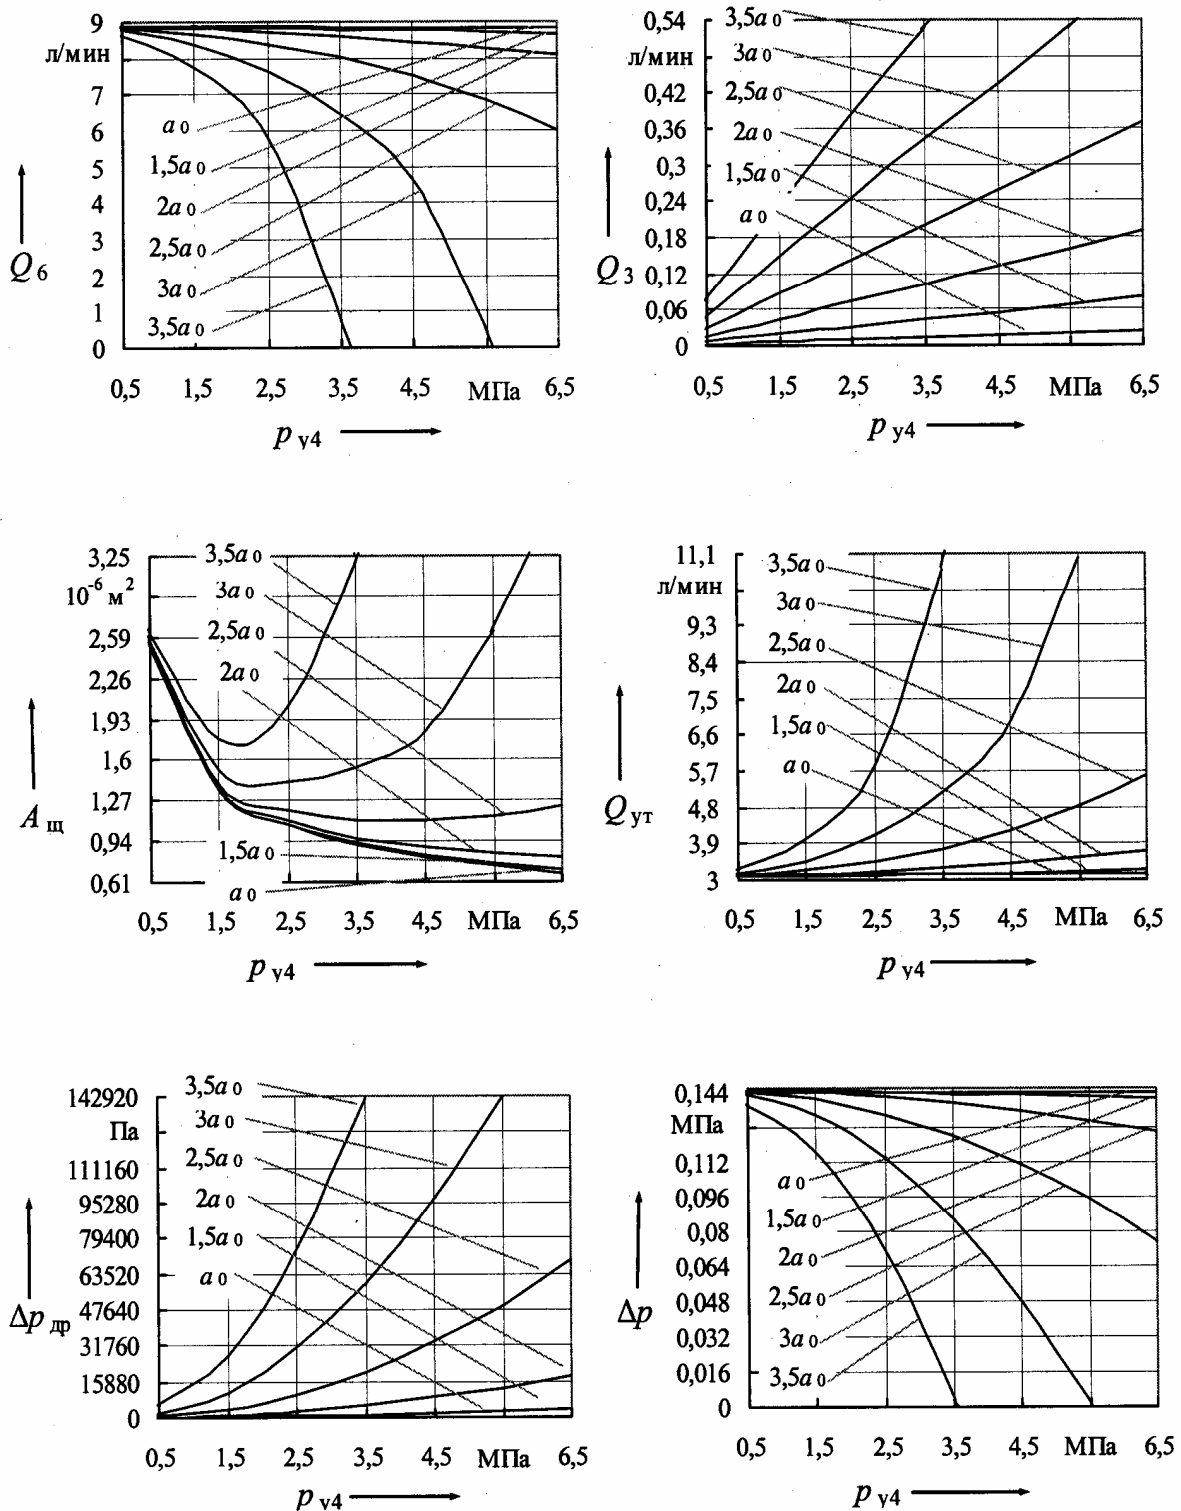 9
л/мин
7
6
5
4
3
2
1
0
Q 6
a 0
1,5a 0
2a 0
2,5a 0
3a 0
3,5a 0
0,5 1,5 2,5 3,5 4,5 МПа 6,5
p у4
0,54
л/мин
0,42
0,36
0,3
0,24
0,18
0,12
0,06
0
Q 3
3,5a 0
3a 0
2,5a 0
2a 0
1,5a 0
a 0
0,5 1,5 2,5 3,5 4,5 МПа 6,5
p у4
3,25
10⁻⁶ м²
2,59
2,26
1,93
1,6
1,27
0,94
0,61
A щ
3,5a 0
3a 0
2,5a 0
2a 0
1,5a 0
a 0
0,5 1,5 2,5 3,5 4,5 МПа 6,5
p у4
11,1
л/мин
9,3
8,4
7,5
6,6
5,7
4,8
3,9
3
Q ут
3,5a 0
3a 0
2,5a 0
2a 0
1,5a 0
a 0
0,5 1,5 2,5 3,5 4,5 МПа 6,5
p у4
142920
Па
111160
95280
79400
63520
47640
31760
15880
0
Δp др
3,5a 0
3a 0
2,5a 0
2a 0
1,5a 0
a 0
0,5 1,5 2,5 3,5 4,5 МПа 6,5
p у4
0,144
МПа
0,112
0,096
0,08
0,064
0,048
0,032
0,016
0
Δp
a 0
1,5a 0
2a 0
2,5a 0
3a 0
3,5a 0
0,5 1,5 2,5 3,5 4,5 МПа 6,5
p у4